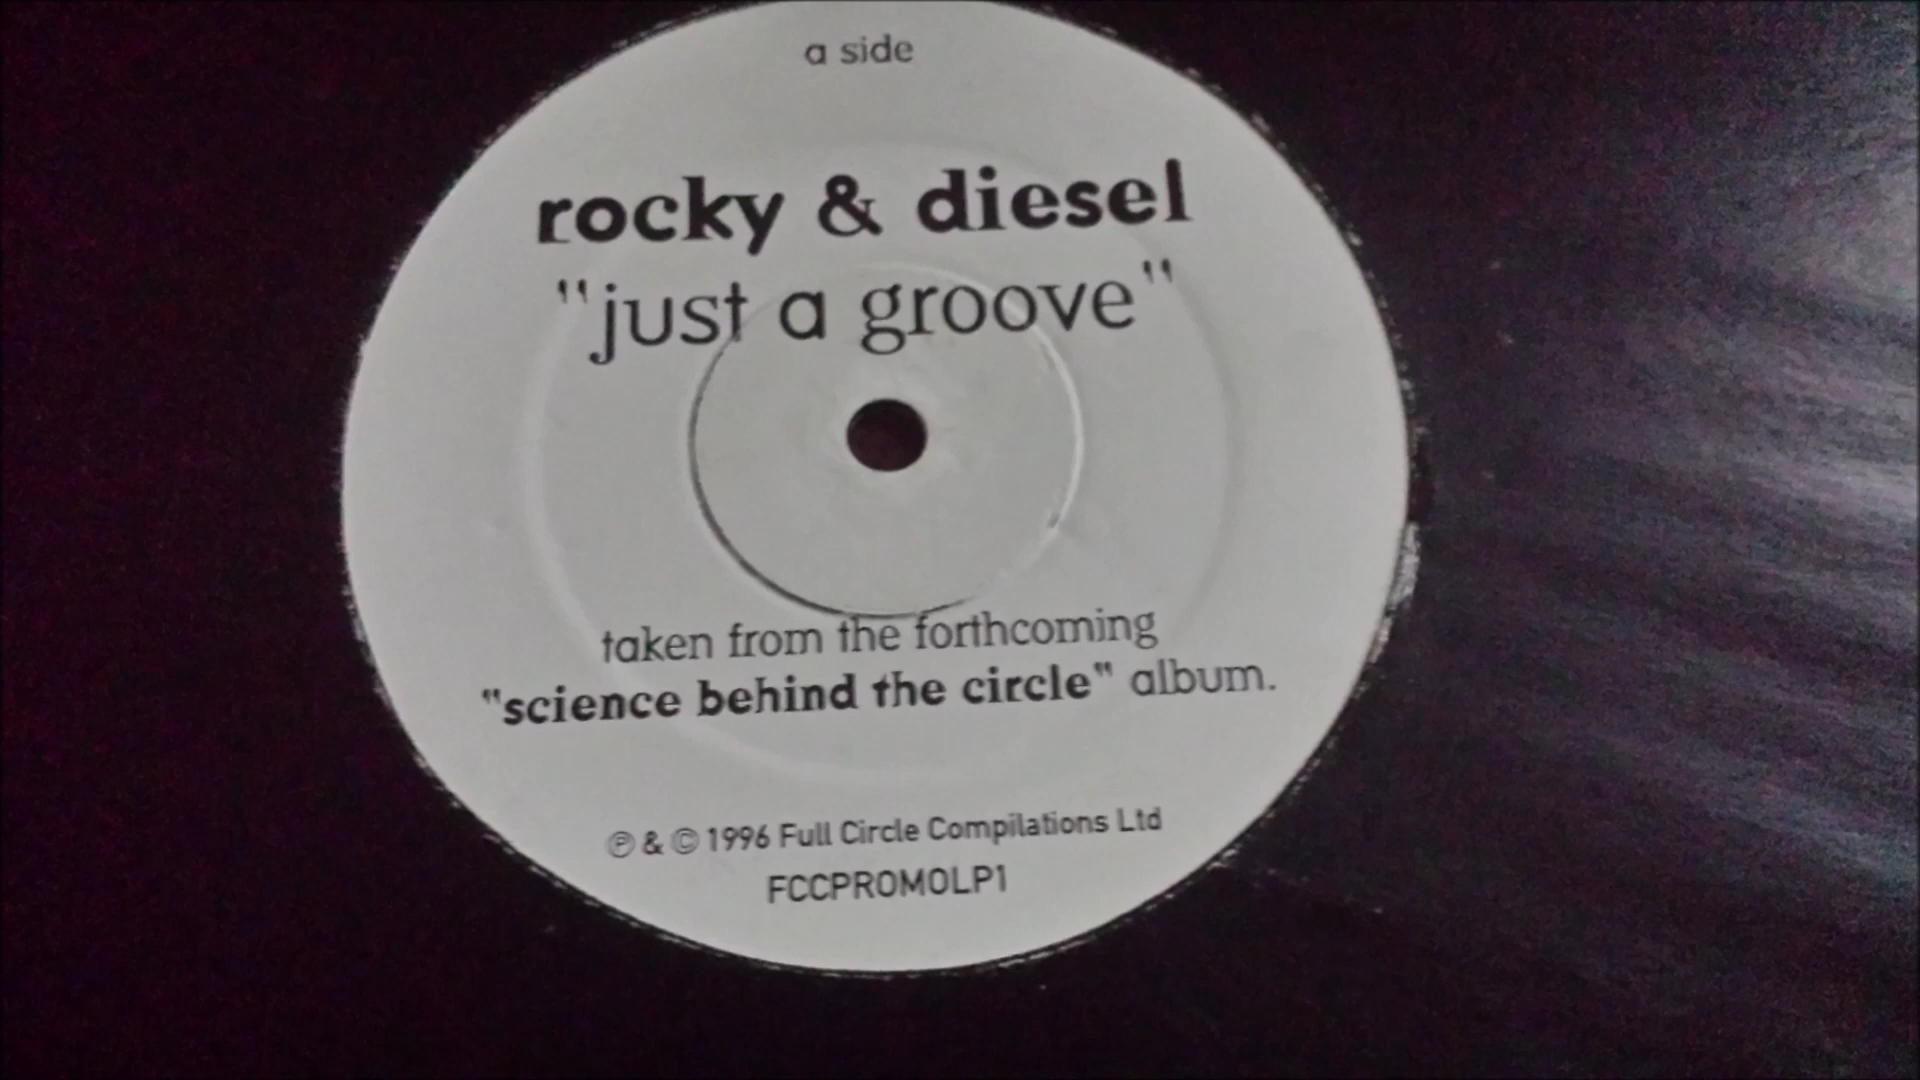 a side
rocky & diesel
"just a groove"
taken from the forthcoming
"science behind the circle" album.
℗ & © 1996 Full Circle Compilations Ltd
FCCPROMOLP1